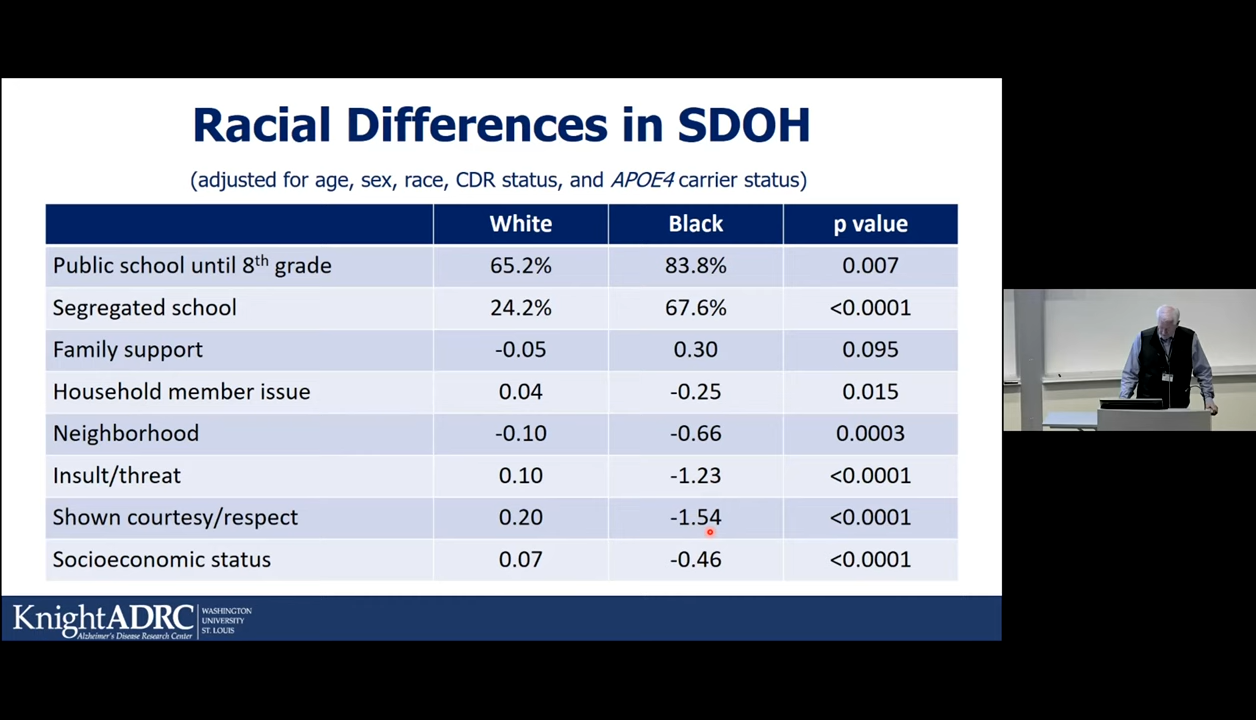 Racial Differences in SDOH
(adjusted for age, sex, race, CDR status, and APOE4 carrier status)
White Black p value
Public school until 8th grade 65.2% 83.8% 0.007
Segregated school 24.2% 67.6% <0.0001
Family support -0.05 0.30 0.095
Household member issue 0.04 -0.25 0.015
Neighborhood -0.10 -0.66 0.0003
Insult/threat 0.10 -1.23 <0.0001
Shown courtesy/respect 0.20 -1.54 <0.0001
Socioeconomic status 0.07 -0.46 <0.0001
KnightADRC
Alzheimer's Disease Research Center
WASHINGTON
UNIVERSITY
ST. LOUIS